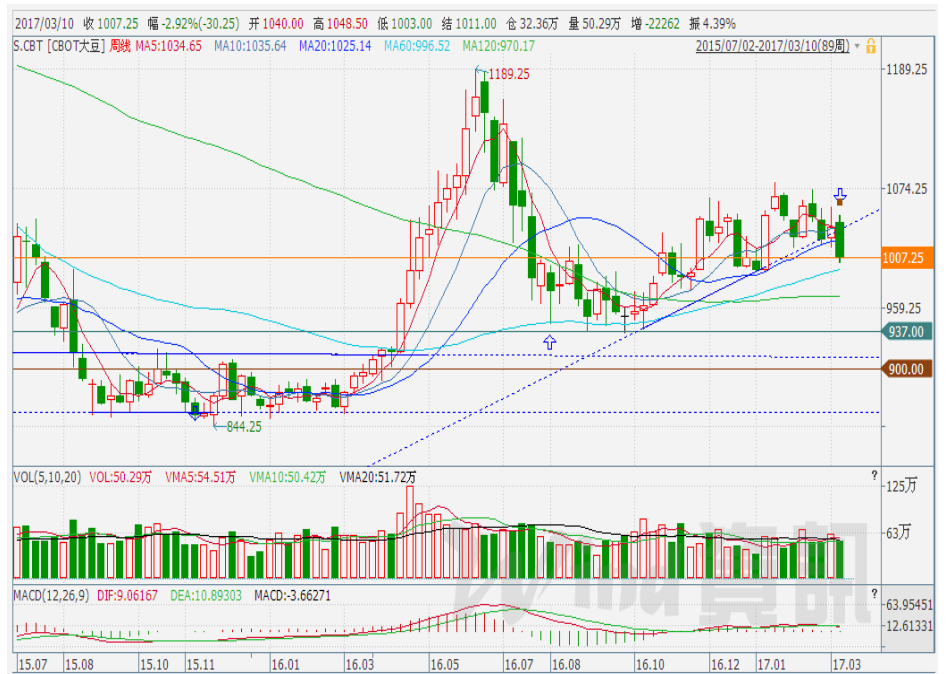 2017/03/10 收 1007.25 幅 -2.92%(-30.25) 开 1040.00 高 1048.50 低 1003.00 结 1011.00 仓 32.36万 量 50.29万 增 -22262 振 4.39%
S.CBT [CBOT大豆] 周线 MA5:1034.65 MA10:1035.64 MA20:1025.14 MA60:996.52 MA120:970.17 2015/07/02-2017/03/10(89周)
1189.25
1189.25
1074.25
1007.25
959.25
937.00
900.00
844.25
VOL(5,10,20) VOL:50.29万 VMA5:54.51万 VMA10:50.42万 VMA20:51.72万 ?
125万
63万
Wind 資訊
MACD(12,26,9) DIF:9.06167 DEA:10.89303 MACD:-3.66271 ?
63.95451
12.61331
15.07 15.08 15.10 15.11 16.01 16.03 16.05 16.07 16.08 16.10 16.12 17.01 17.03